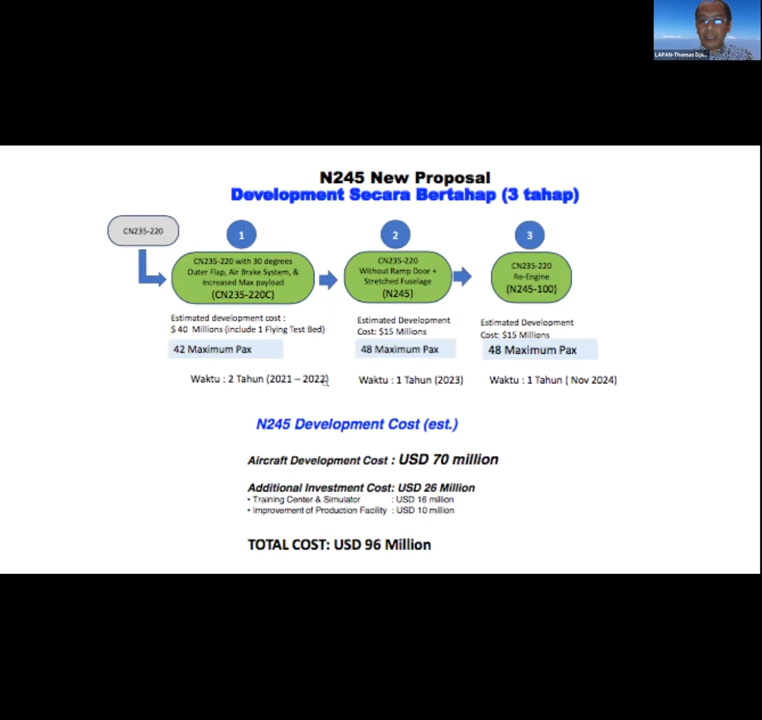 LAPAN-Thomas Dja...
N245 New Proposal
Development Secara Bertahap (3 tahap)
CN235-220
1
2
3
CN235-220 with 30 degrees
Outer Flap, Air Brake System, &
Increased Max payload
(CN235-220C)
CN235-220
Without Ramp Door +
Stretched Fuselage
(N245)
CN235-220
Re-Engine
(N245-100)
Estimated development cost :
$ 40 Millions (include 1 Flying Test Bed)
Estimated Development
Cost: $15 Millions
Estimated Development
Cost: $15 Millions
42 Maximum Pax
48 Maximum Pax
48 Maximum Pax
Waktu : 2 Tahun (2021 – 2022)
Waktu : 1 Tahun (2023)
Waktu : 1 Tahun ( Nov 2024)
N245 Development Cost (est.)
Aircraft Development Cost : USD 70 million
Additional Investment Cost: USD 26 Million
• Training Center & Simulator : USD 16 million
• Improvement of Production Facility : USD 10 million
TOTAL COST: USD 96 Million